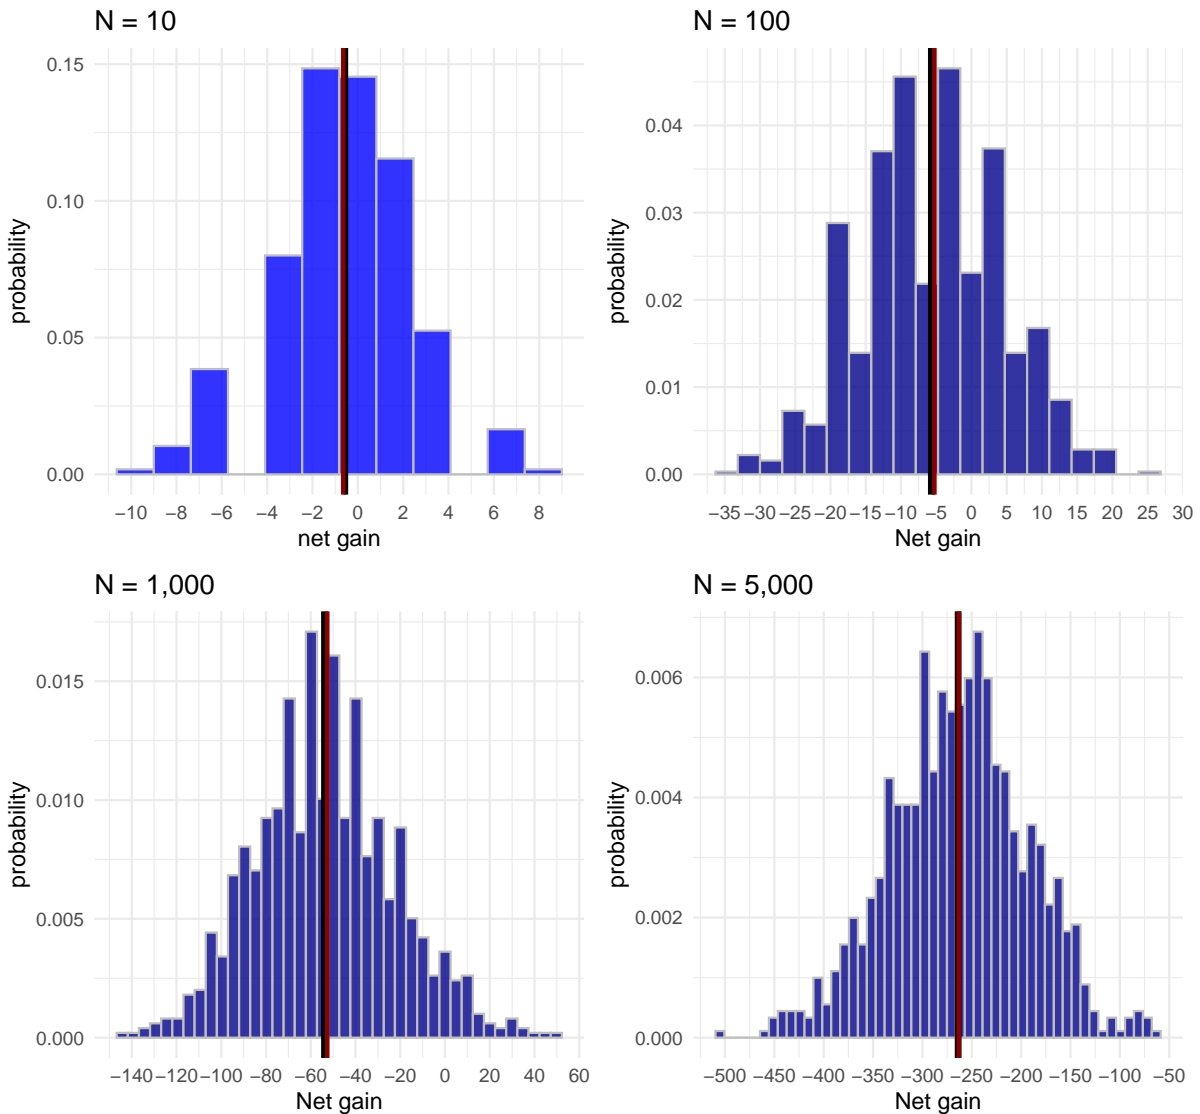 N = 10
0.15
0.10
0.05
0.00
probability
−10 −8 −6 −4 −2 0 2 4 6 8
net gain
N = 100
0.04
0.03
0.02
0.01
0.00
probability
−35 −30 −25 −20 −15 −10 −5 0 5 10 15 20 25 30
Net gain
N = 1,000
0.015
0.010
0.005
0.000
probability
−140 −120 −100 −80 −60 −40 −20 0 20 40 60
Net gain
N = 5,000
0.006
0.004
0.002
0.000
probability
−500 −450 −400 −350 −300 −250 −200 −150 −100 −50
Net gain